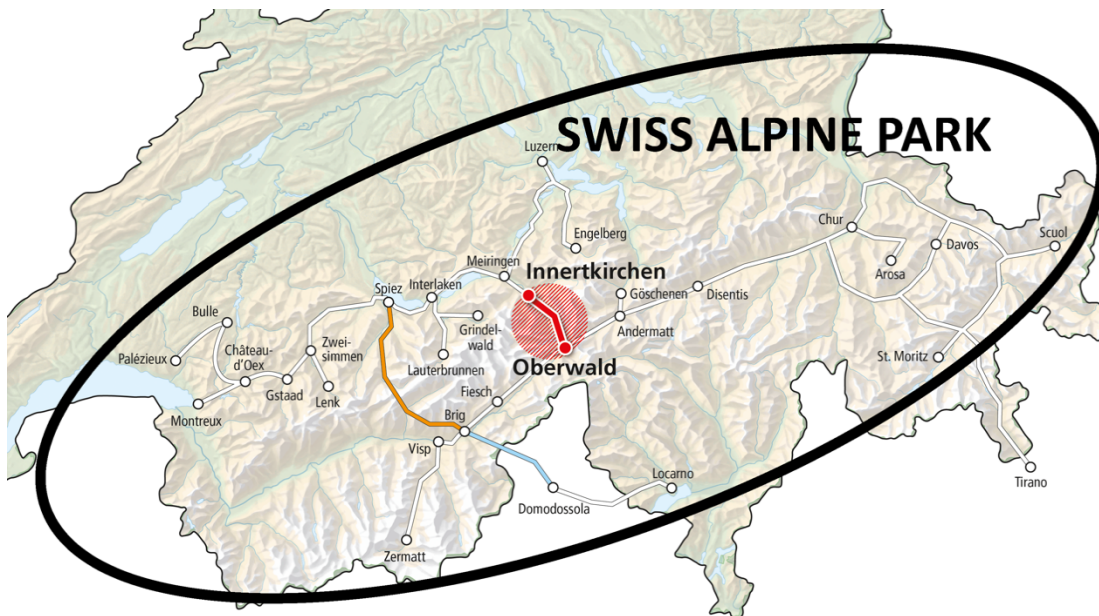 SWISS ALPINE PARK
Luzern
Engelberg
Chur
Davos
Scuol
Arosa
Meiringen
Innertkirchen
Göschenen
Disentis
Interlaken
Spiez
Bulle
Grindel-
wald
Andermatt
Palézieux
Château-
d'Oex
Zwei-
simmen
Lauterbrunnen
Oberwald
St. Moritz
Gstaad
Lenk
Fiesch
Montreux
Brig
Visp
Locarno
Domodossola
Tirano
Zermatt